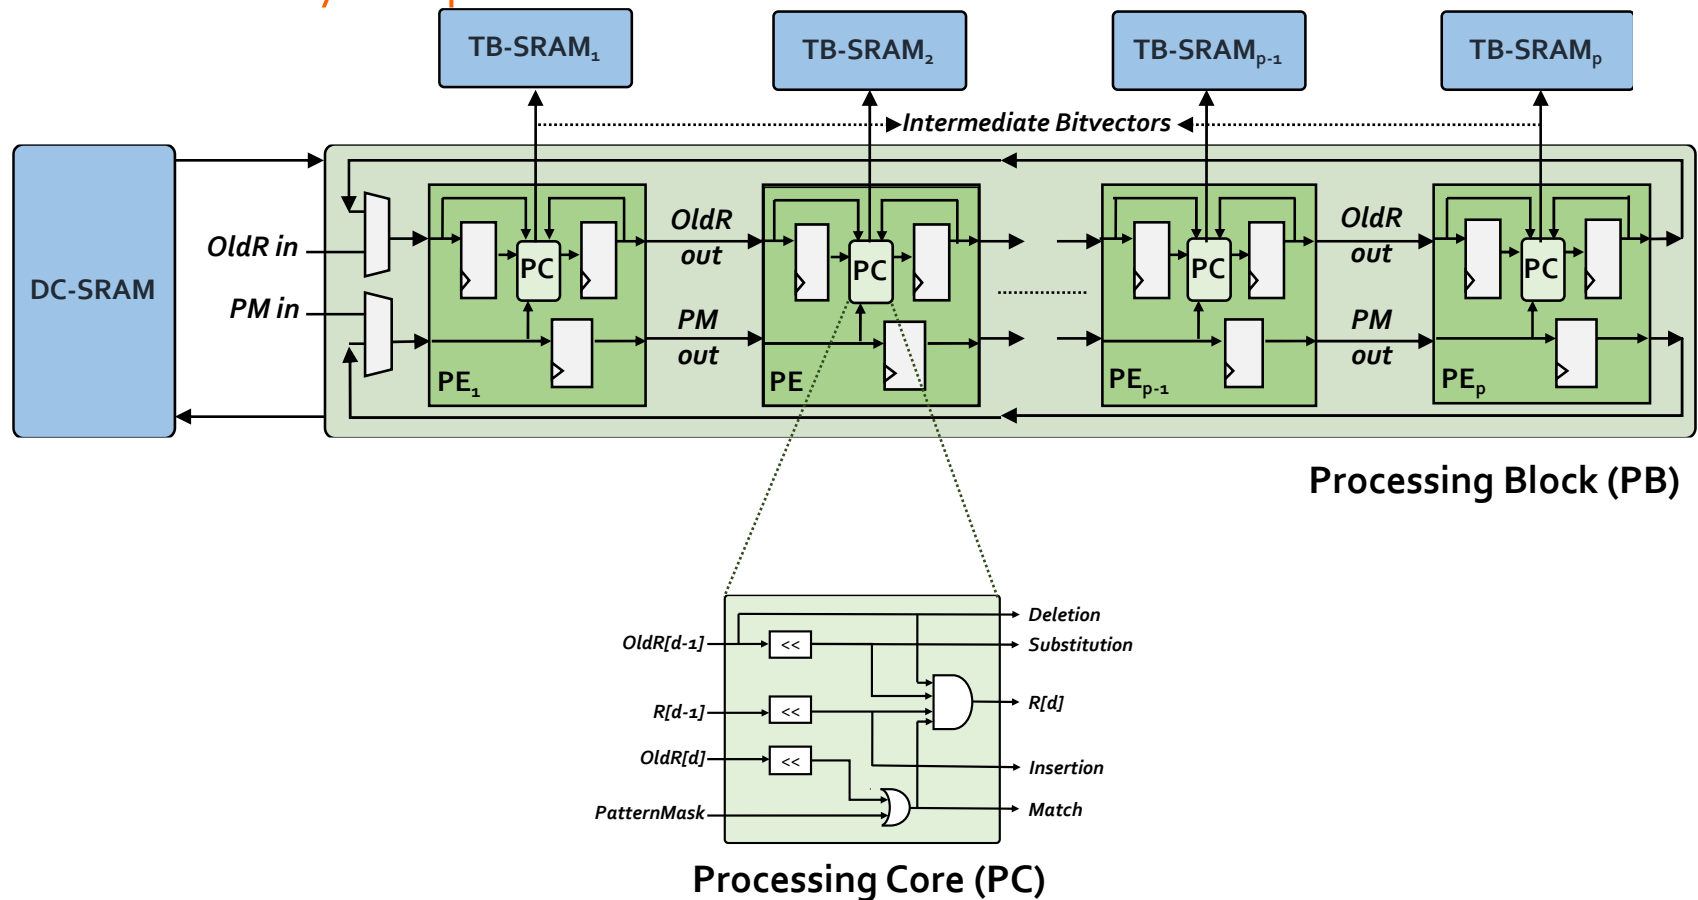 TB-SRAM₁
TB-SRAM₂
TB-SRAMₚ₋₁
TB-SRAMₚ
Intermediate Bitvectors
DC-SRAM
OldR in
PM in
PC
PE₁
OldR
out
PM
out
PC
PE
PC
PEₚ₋₁
OldR
out
PM
out
PC
PEₚ
Processing Block (PB)
OldR[d-1]
<<
Deletion
Substitution
R[d-1]
<<
R[d]
OldR[d]
<<
Insertion
PatternMask
Match
Processing Core (PC)